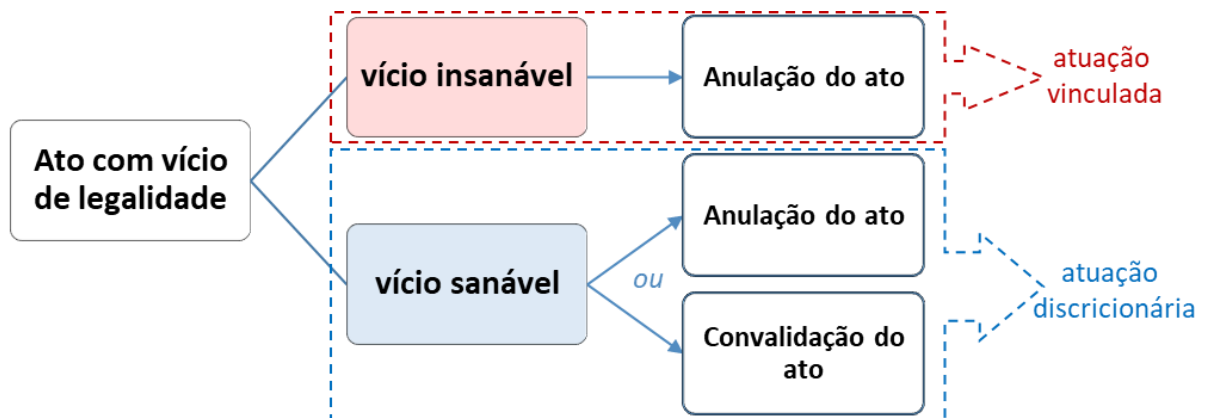 Ato com vício
de legalidade
vício insanável
Anulação do ato
atuação
vinculada
vício sanável
ou
Anulação do ato
Convalidação do
ato
atuação
discricionária